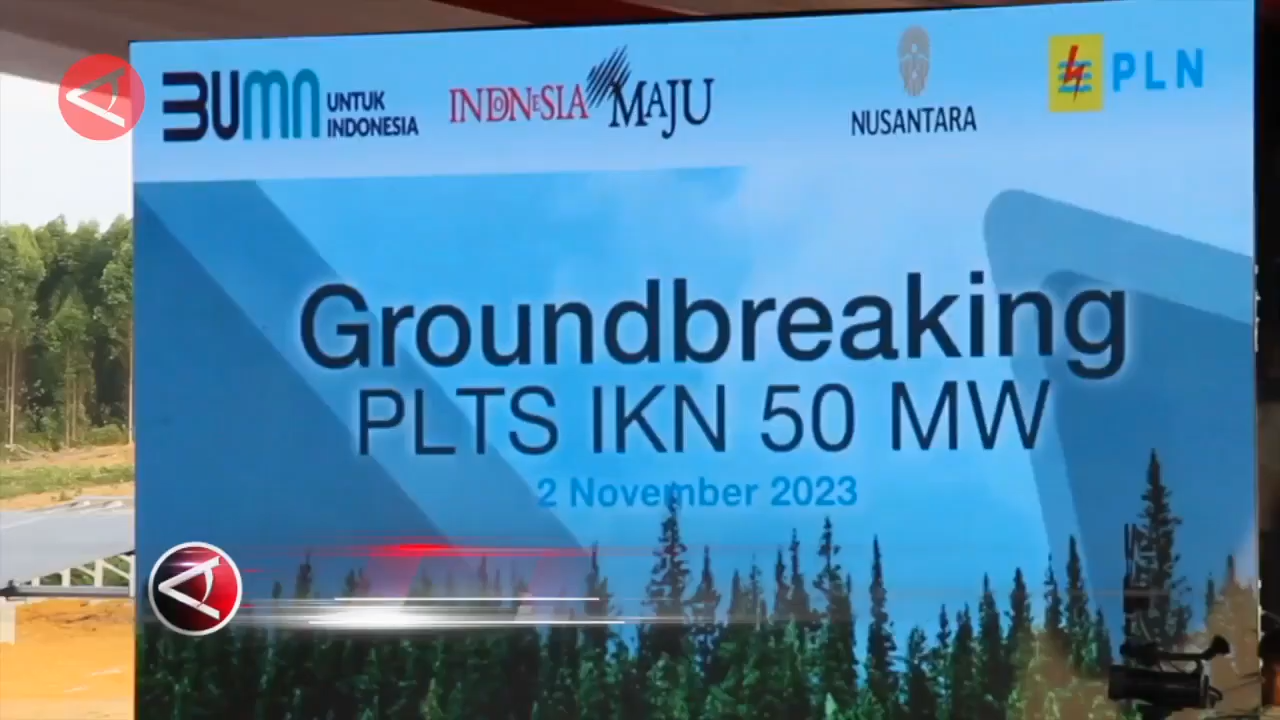 BUMN UNTUK INDONESIA
INDONESIA MAJU
NUSANTARA
PLN
Groundbreaking
PLTS IKN 50 MW
2 November 2023